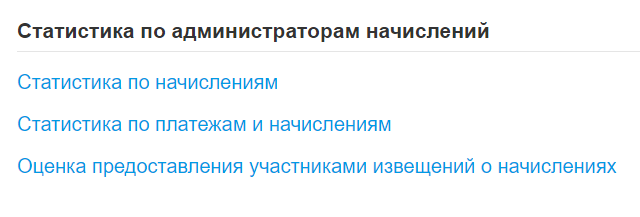 Статистика по администраторам начислений
Статистика по начислениям
Статистика по платежам и начислениям
Оценка предоставления участниками извещений о начислениях